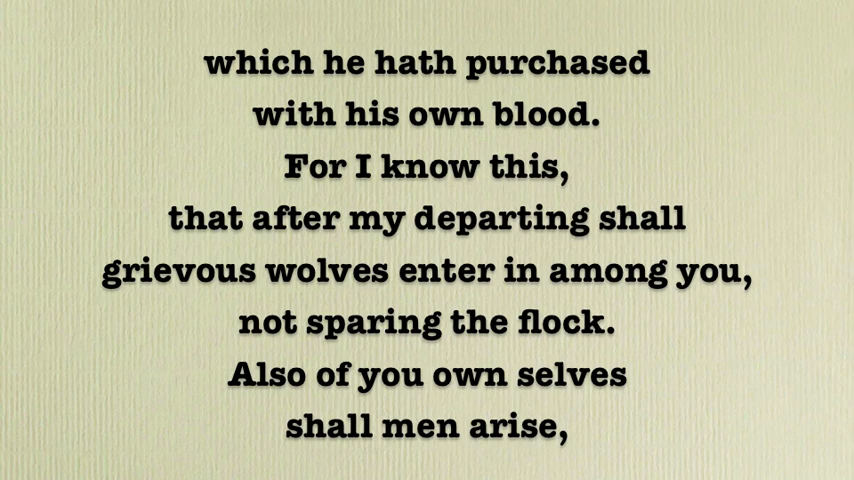 which he hath purchased
with his own blood.
For I know this,
that after my departing shall
grievous wolves enter in among you,
not sparing the flock.
Also of you own selves
shall men arise,